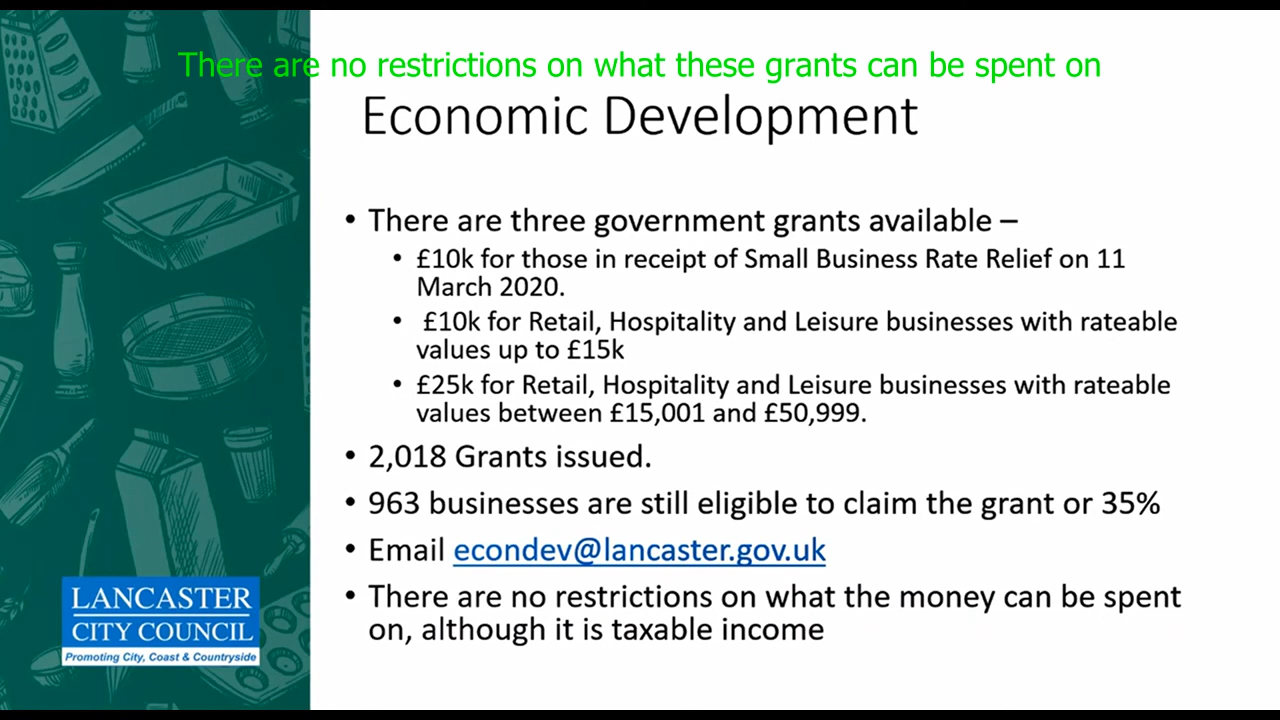 There are no restrictions on what these grants can be spent on
Economic Development
• There are three government grants available –
• £10k for those in receipt of Small Business Rate Relief on 11
March 2020.
• £10k for Retail, Hospitality and Leisure businesses with rateable
values up to £15k
• £25k for Retail, Hospitality and Leisure businesses with rateable
values between £15,001 and £50,999.
• 2,018 Grants issued.
• 963 businesses are still eligible to claim the grant or 35%
• Email econdev@lancaster.gov.uk
• There are no restrictions on what the money can be spent
on, although it is taxable income
LANCASTER
CITY COUNCIL
Promoting City, Coast & Countryside